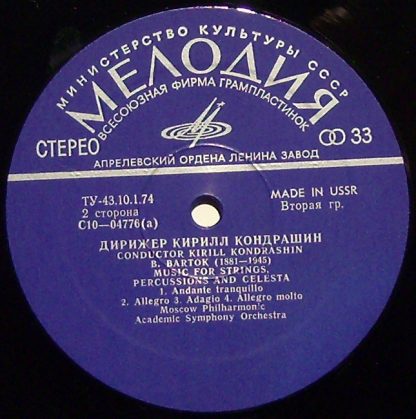 МИНИСТЕРСТВО КУЛЬТУРЫ СССР
МЕЛОДИЯ
ВСЕСОЮЗНАЯ ФИРМА ГРАМПЛАСТИНОК
СТЕРЕО
33
АПРЕЛЕВСКИЙ ОРДЕНА ЛЕНИНА ЗАВОД
ТУ-43.10.1.74
2 сторона
С10—04776(а)
MADE IN USSR
Вторая гр.
ДИРИЖЕР КИРИЛЛ КОНДРАШИН
CONDUCTOR KIRILL KONDRASHIN
B. BARTOK (1881—1945)
MUSIC FOR STRINGS,
PERCUSSIONS AND CELESTA
1. Andante tranquillo
2. Allegro 3. Adagio 4. Allegro molto
Moscow Philharmonic
Academic Symphony Orchestra